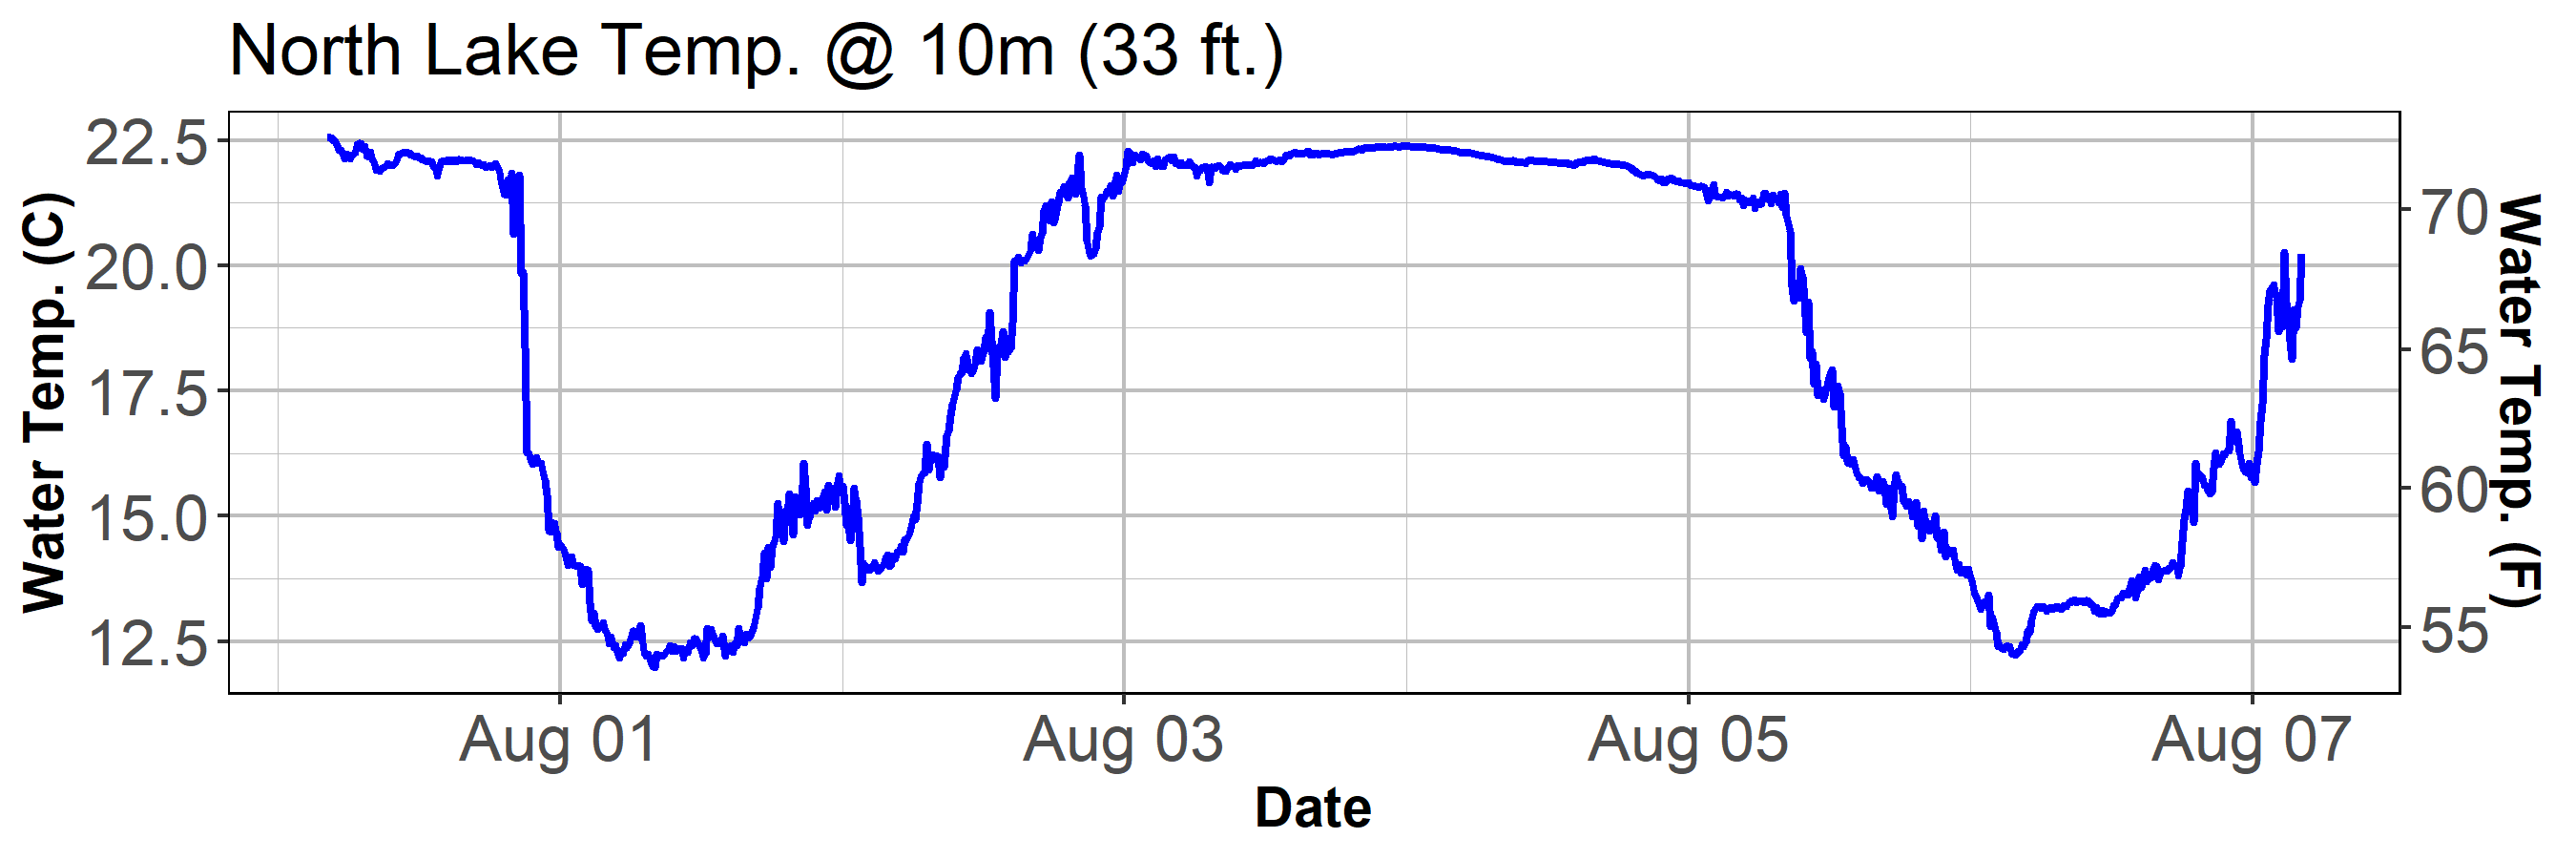 North Lake Temp. @ 10m (33 ft.)
Water Temp. (C)
22.5
20.0
17.5
15.0
12.5
70
65
60
55
Water Temp. (F)
Aug 01 Aug 03 Aug 05 Aug 07
Date